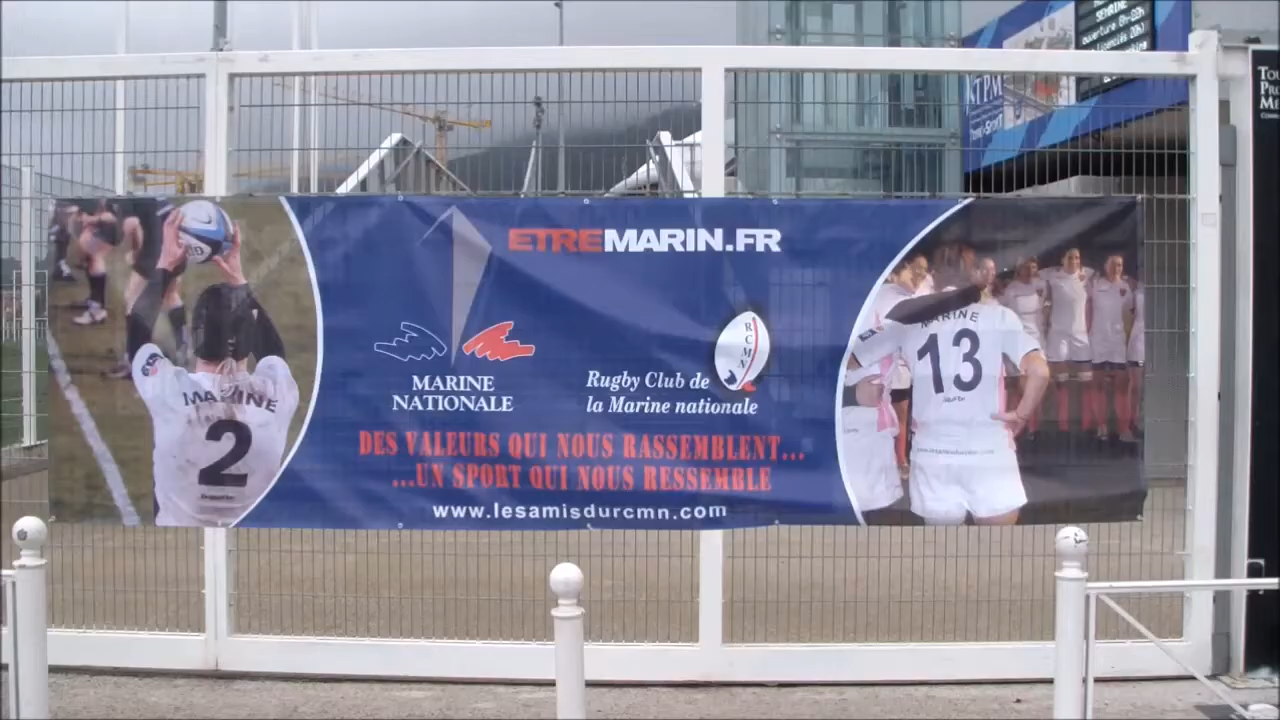 ETREMARIN.FR
MARINE
NATIONALE
RCMN
Rugby Club de
la Marine nationale
DES VALEURS QUI NOUS RASSEMBLENT...
...UN SPORT QUI NOUS RESSEMBLE
www.lesamisdurcmn.com
MARINE
2
MARINE
13
TPM